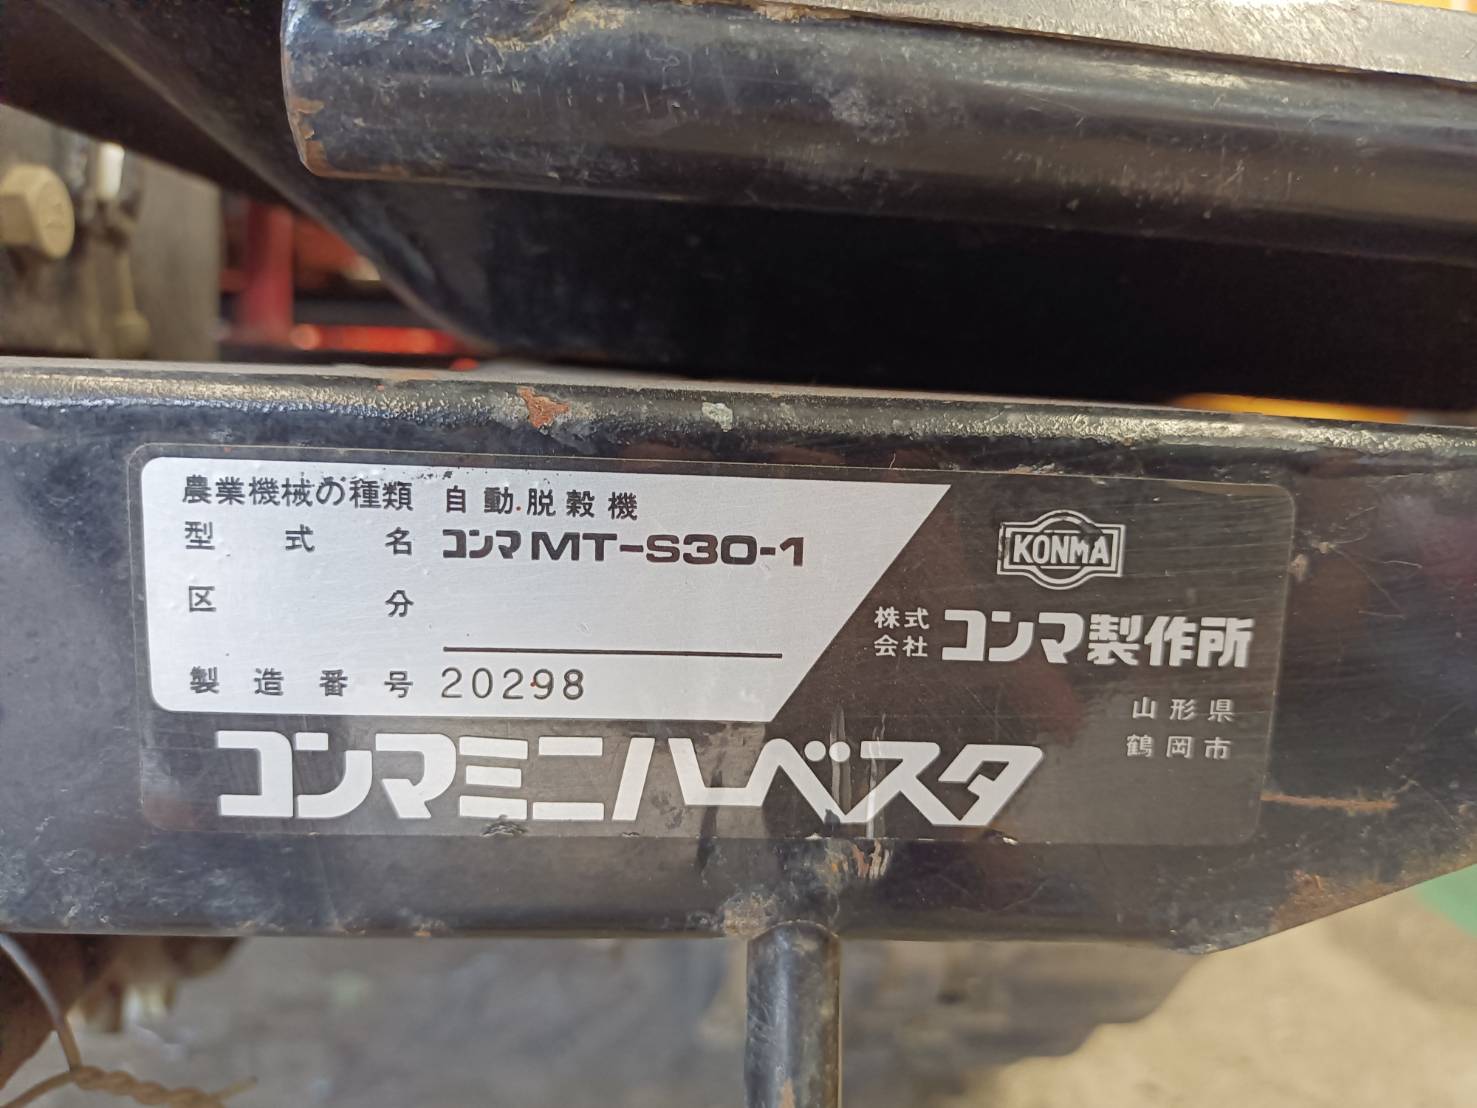 農業機械の種類 自動脱穀機
型式名 コンマ MT-S30-1
区分
製造番号 20298
KONMA
株式会社 コンマ製作所
山形県
鶴岡市
コンマミニハーベスタ